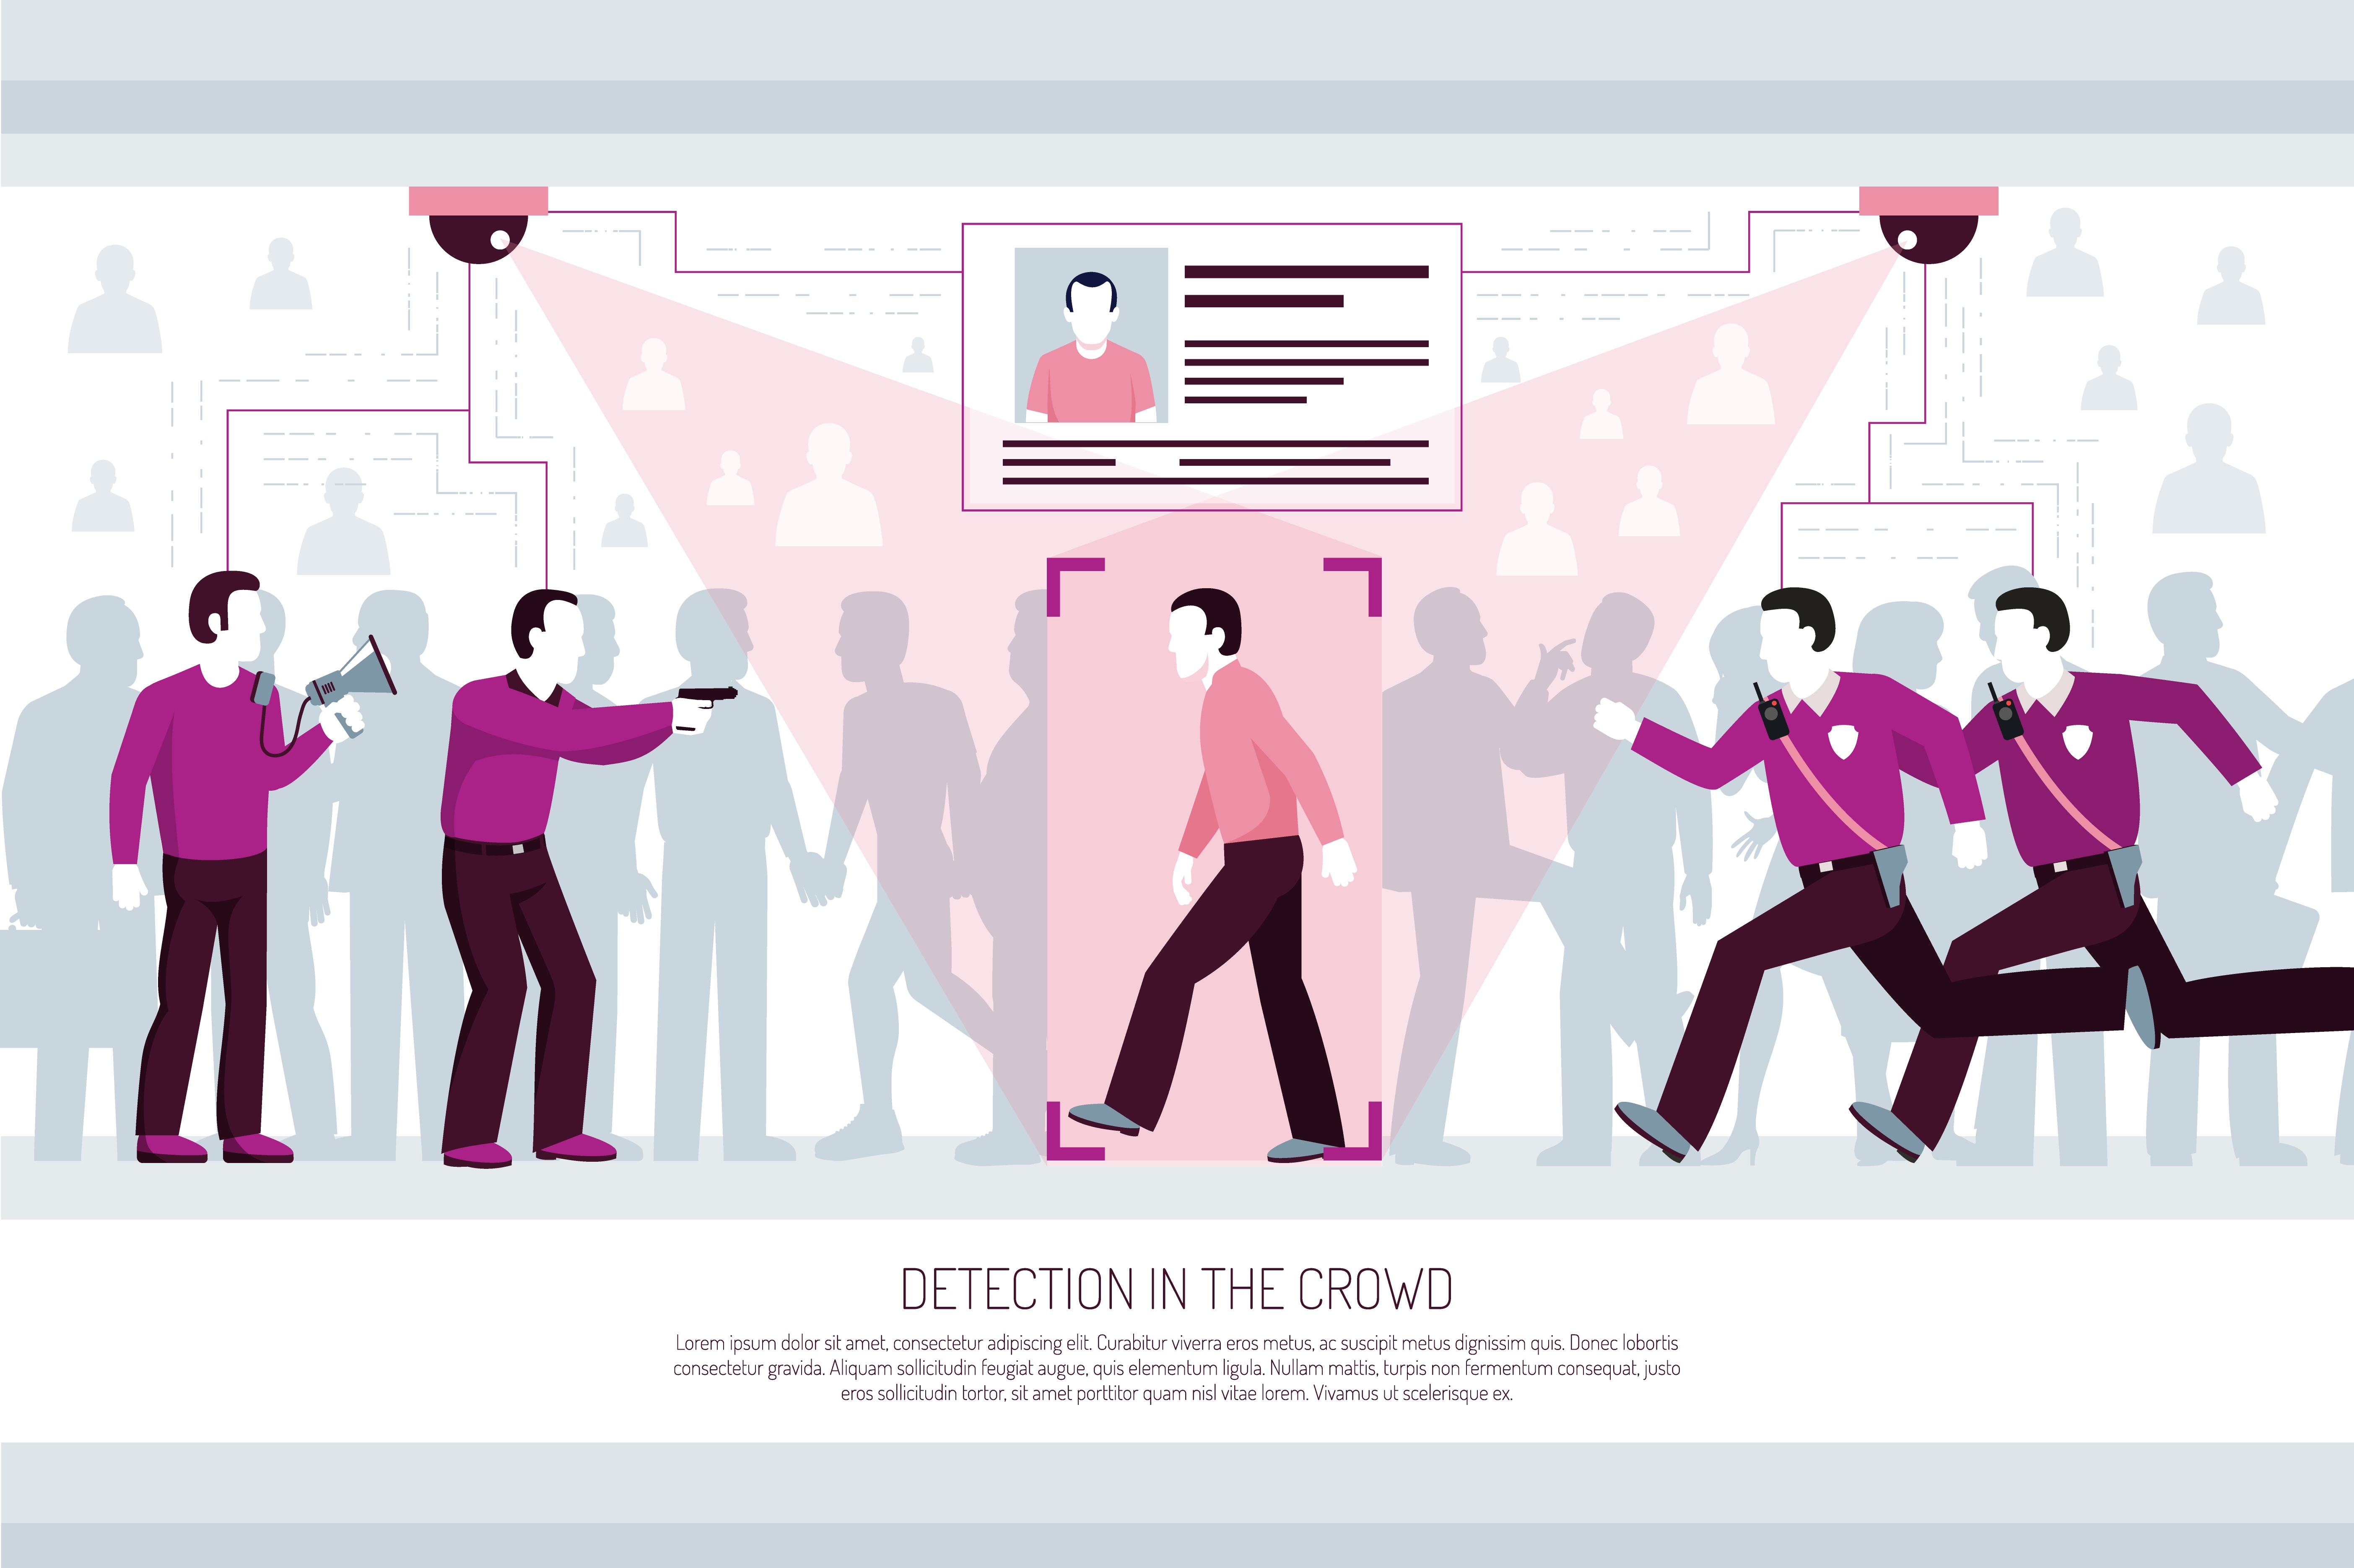 DETECTION IN THE CROWD
Lorem ipsum dolor sit amet, consectetur adipiscing elit. Curabitur viverra eros metus, ac suscipit metus dignissim quis. Donec lobortis
consectetur gravida. Aliquam sollicitudin feugiat augue, quis elementum ligula. Nullam mattis, turpis non fermentum consequat, justo
eros sollicitudin tortor, sit amet porttitor quam nisl vitae lorem. Vivamus ut scelerisque ex.